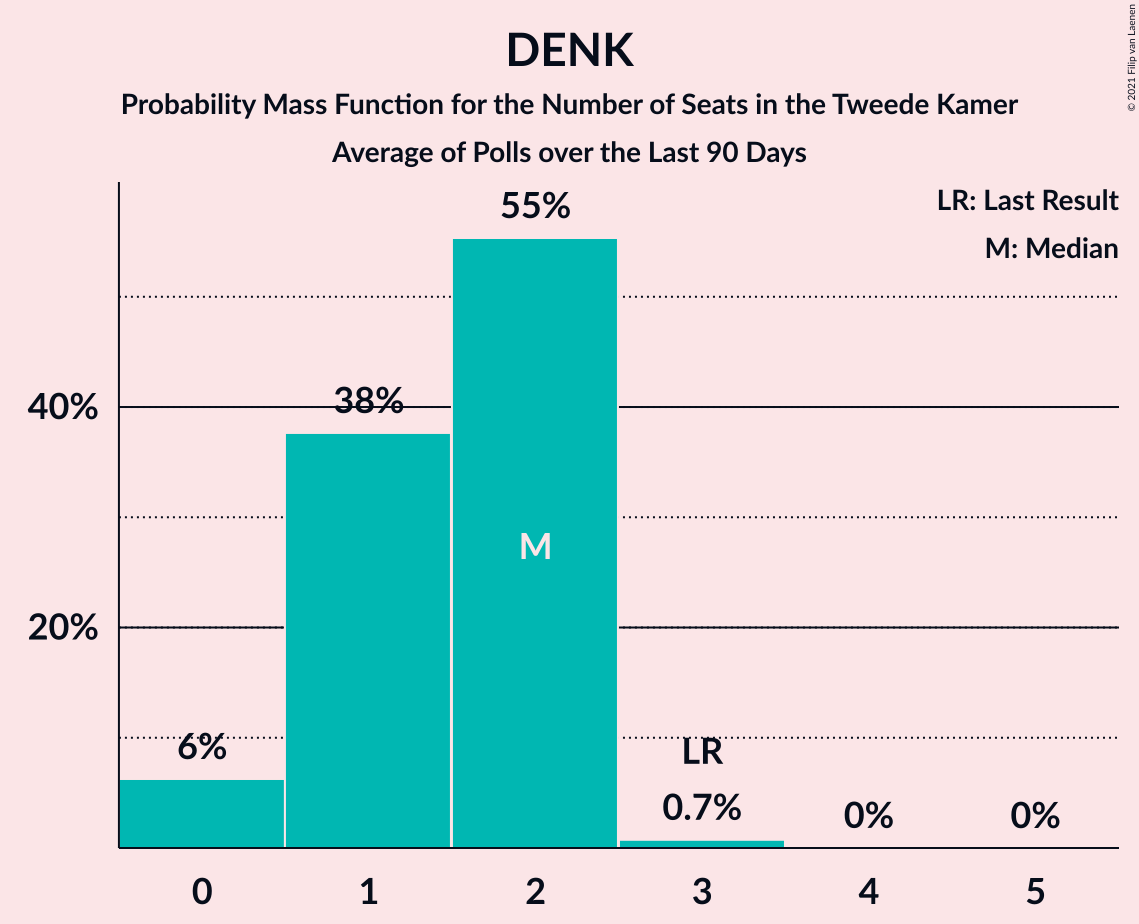 DENK
Probability Mass Function for the Number of Seats in the Tweede Kamer
Average of Polls over the Last 90 Days
© 2021 Filip van Laenen
LR: Last Result
M: Median
55%
38%
40%
M
20%
6%
LR
0.7%
0%
0%
0 1 2 3 4 5